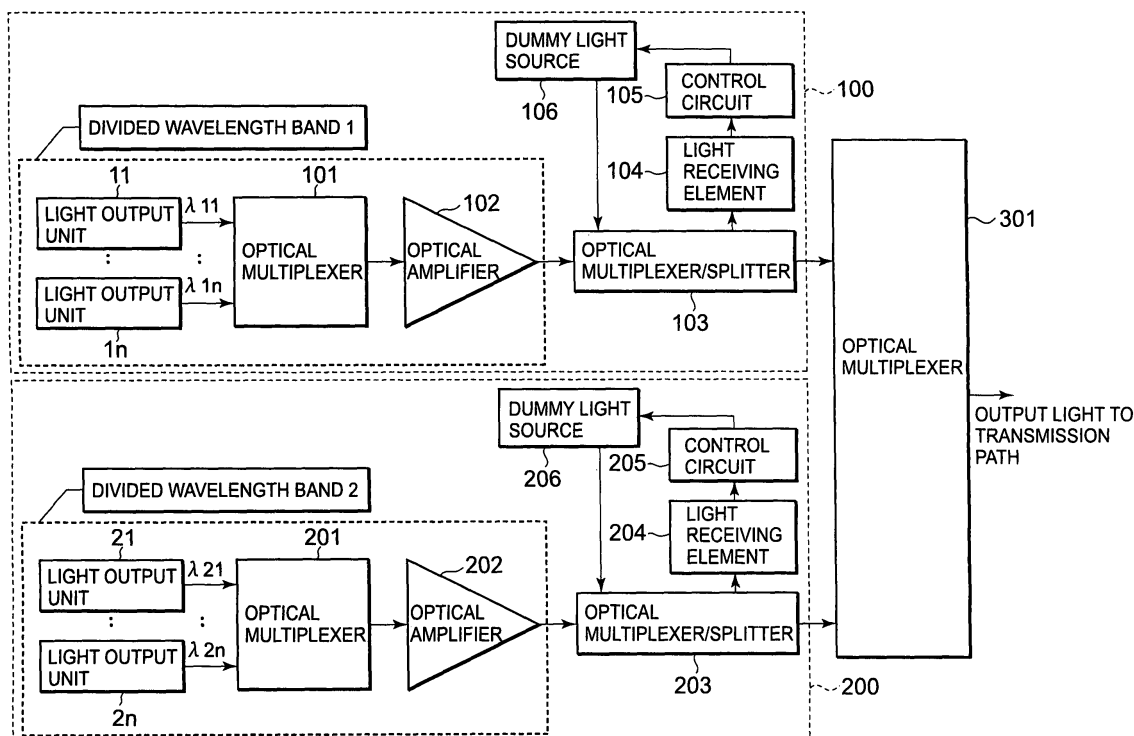 DUMMY LIGHT
SOURCE
106
105
CONTROL
CIRCUIT
100
DIVIDED WAVELENGTH BAND 1
104
LIGHT
RECEIVING
ELEMENT
11
LIGHT OUTPUT
UNIT
λ 11
:
:
LIGHT OUTPUT
UNIT
λ 1n
1n
101
OPTICAL
MULTIPLEXER
102
OPTICAL
AMPLIFIER
OPTICAL
MULTIPLEXER/SPLITTER
103
301
OPTICAL
MULTIPLEXER
OUTPUT LIGHT TO
TRANSMISSION
PATH
DUMMY LIGHT
SOURCE
206
205
CONTROL
CIRCUIT
DIVIDED WAVELENGTH BAND 2
204
LIGHT
RECEIVING
ELEMENT
21
LIGHT OUTPUT
UNIT
λ 21
:
:
LIGHT OUTPUT
UNIT
λ 2n
2n
201
OPTICAL
MULTIPLEXER
202
OPTICAL
AMPLIFIER
OPTICAL
MULTIPLEXER/SPLITTER
203
200